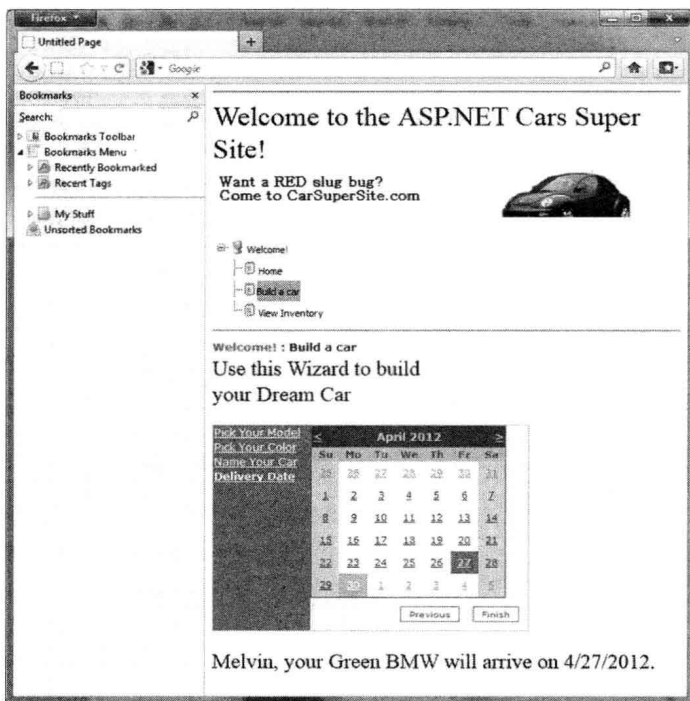 Firefox
Untitled Page
+
Google
Bookmarks ×
Search:
Bookmarks Toolbar
Bookmarks Menu
Recently Bookmarked
Recent Tags
My Stuff
Unsorted Bookmarks
Welcome to the ASP.NET Cars Super
Site!
Want a RED slug bug?
Come to CarSuperSite.com
Welcome!
Home
Build a car
View Inventory
Welcome! : Build a car
Use this Wizard to build
your Dream Car
Pick Your Model
Pick Your Color
Name Your Car
Delivery Date
< April 2012 >
Su Mo Tu We Th Fr Sa
25 26 27 28 29 30 31
1 2 3 4 5 6 7
8 9 10 11 12 13 14
15 16 17 18 19 20 21
22 23 24 25 26 27 28
29 30 1 2 3 4 5
Previous Finish
Melvin, your Green BMW will arrive on 4/27/2012.